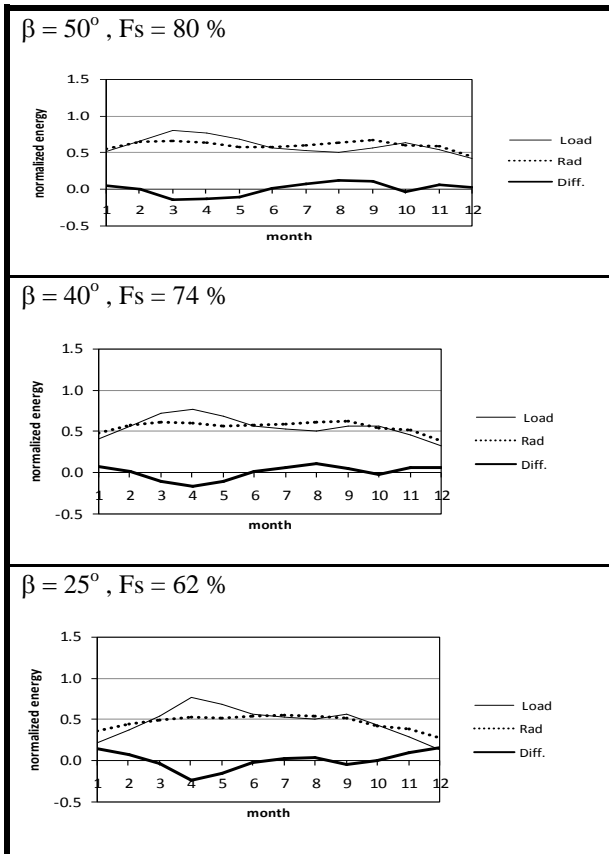 β = 50° , Fs = 80 %
1.5
1.0
0.5
0.0
-0.5
normalized energy
1 2 3 4 5 6 7 8 9 10 11 12
month
Load
Rad
Diff.
β = 40° , Fs = 74 %
1.5
1.0
0.5
0.0
-0.5
normalized energy
1 2 3 4 5 6 7 8 9 10 11 12
month
Load
Rad
Diff.
β = 25° , Fs = 62 %
1.5
1.0
0.5
0.0
-0.5
normalized energy
1 2 3 4 5 6 7 8 9 10 11 12
month
Load
Rad
Diff.